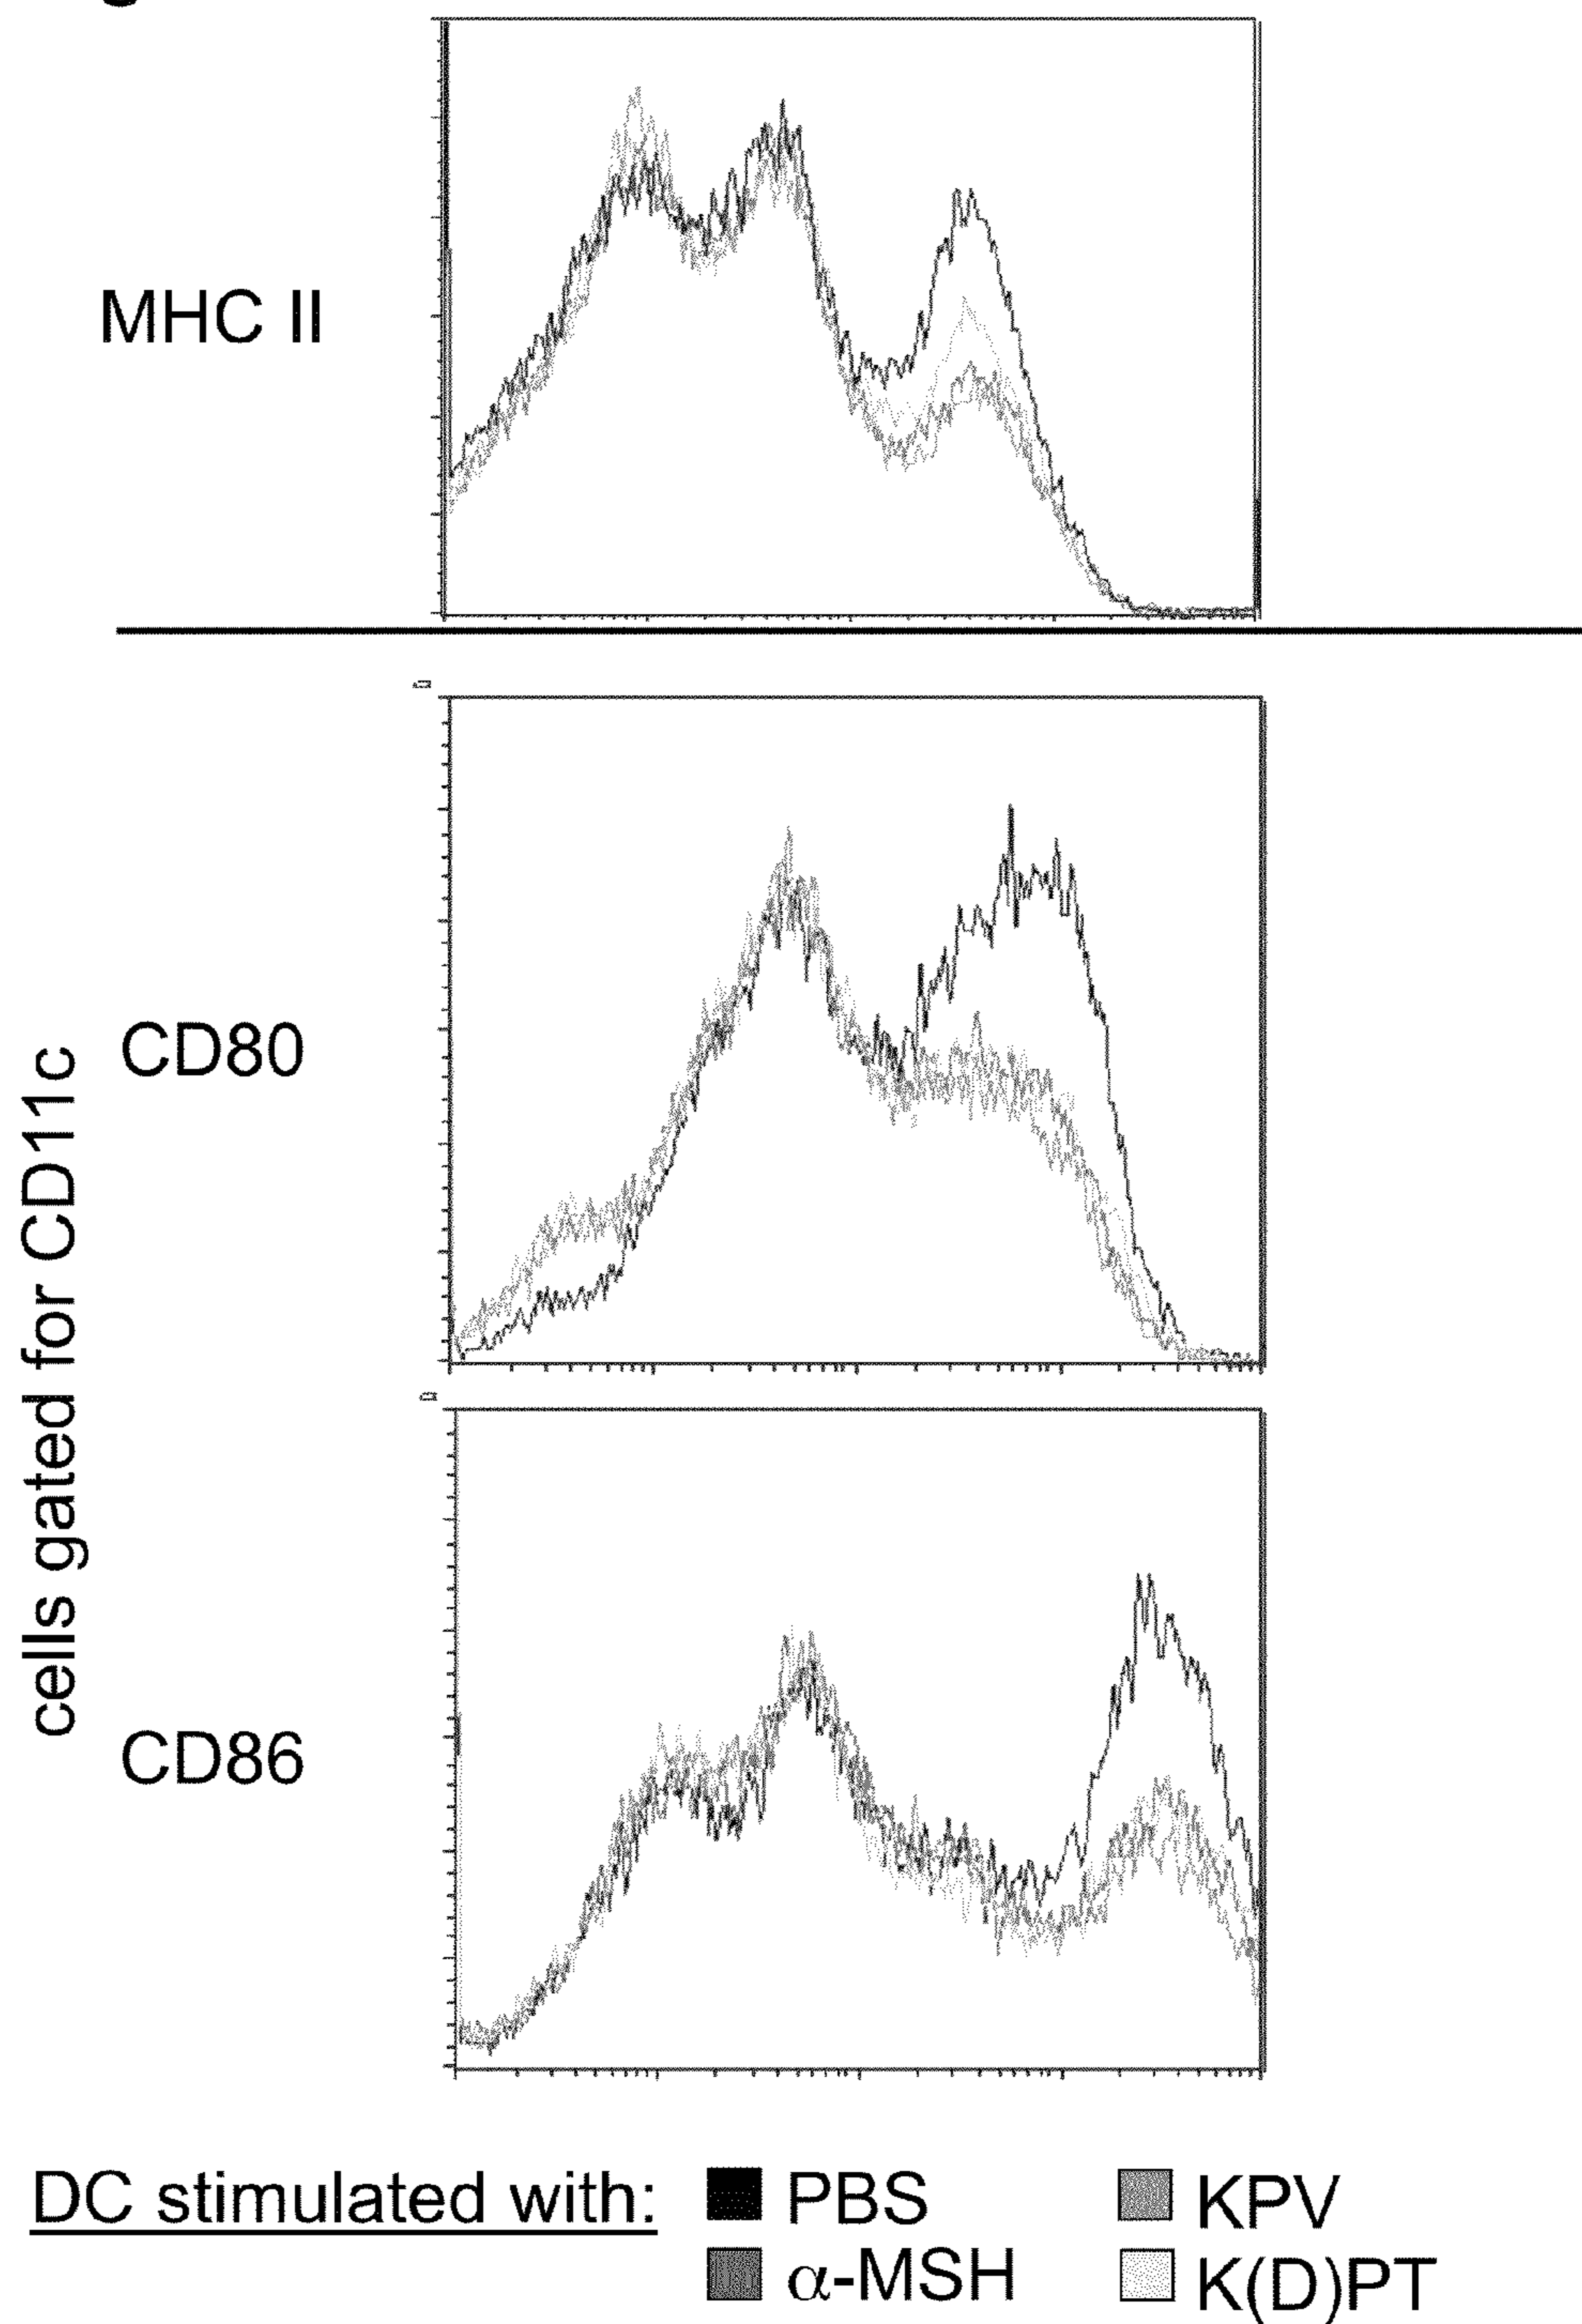 MHC II
CD80
cells gated for CD11c
CD86
DC stimulated with:
PBS
KPV
α-MSH
K(D)PT